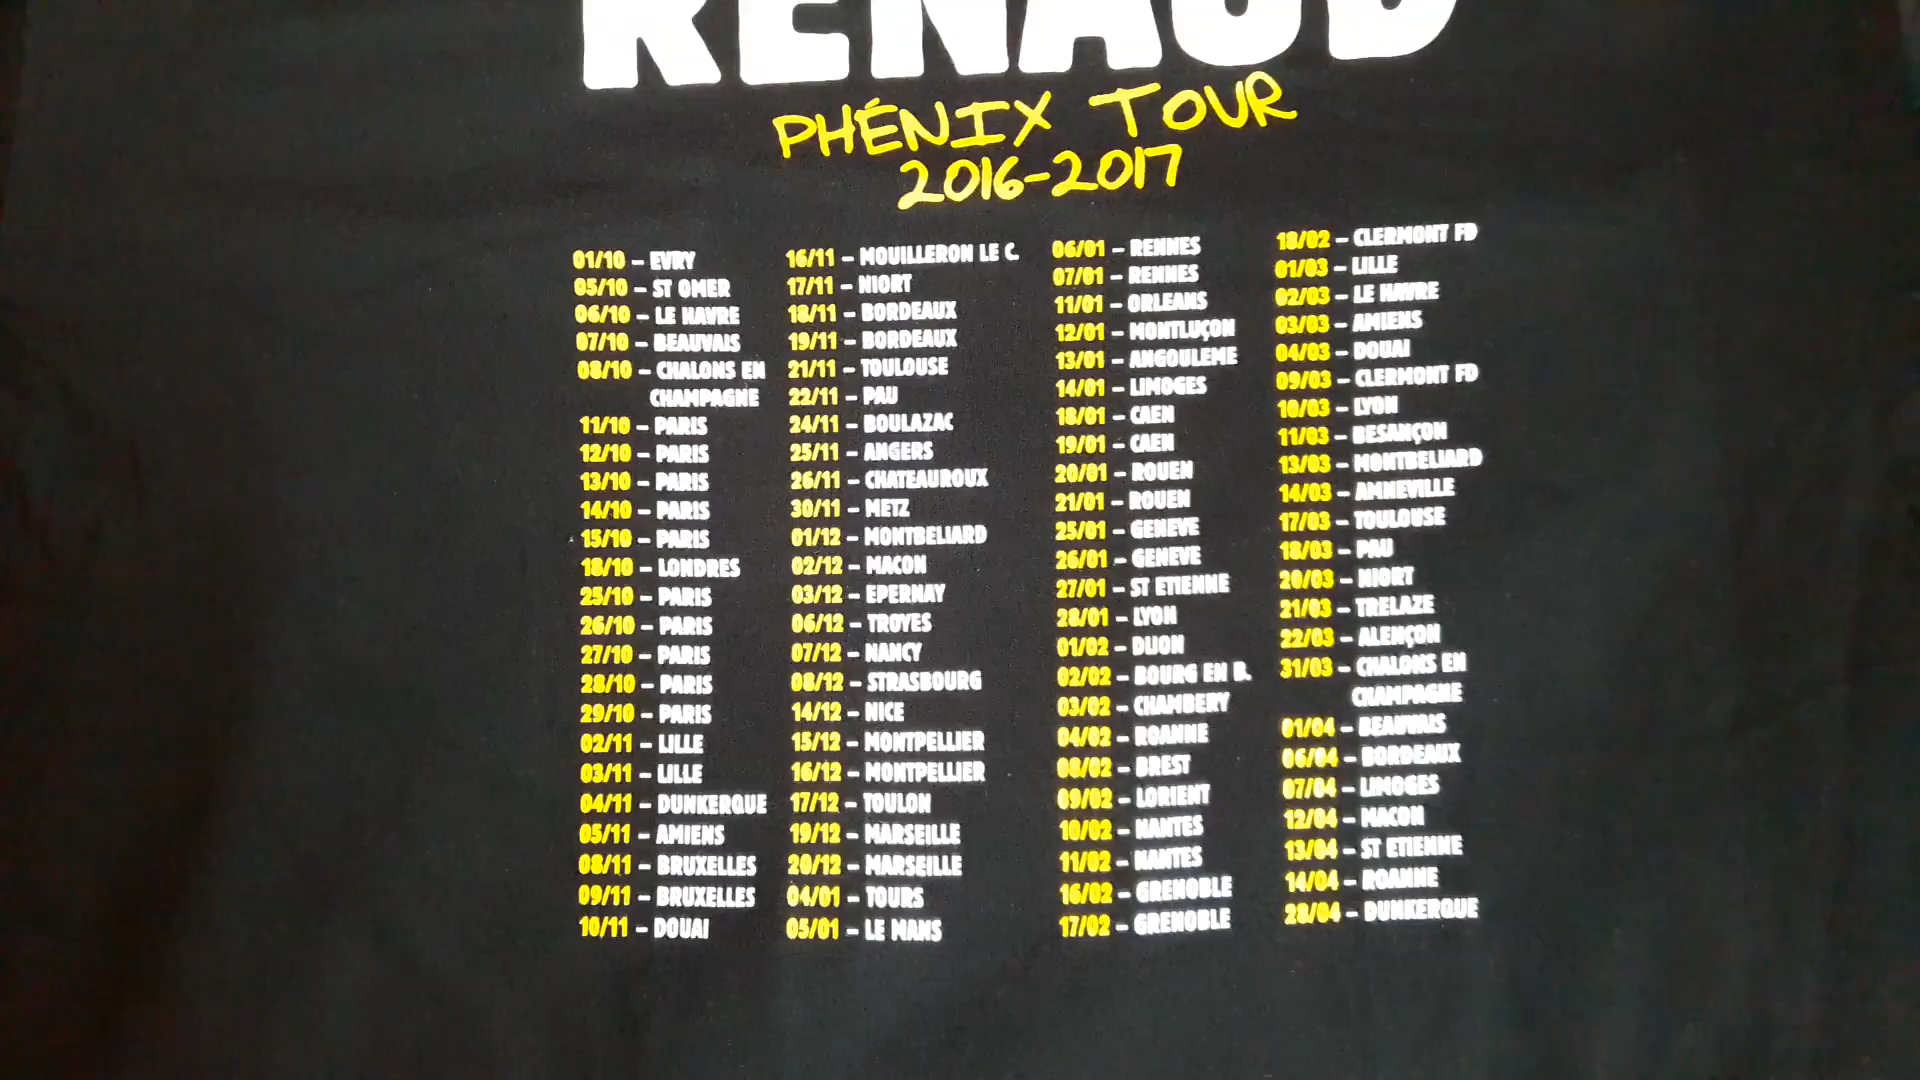 RENAUD
PHÉNIX TOUR
2016-2017
01/10 – EVRY
05/10 – ST OMER
06/10 – LE HAVRE
07/10 – BEAUVAIS
08/10 – CHALONS EN
CHAMPAGNE
11/10 – PARIS
12/10 – PARIS
13/10 – PARIS
14/10 – PARIS
15/10 – PARIS
18/10 – LONDRES
25/10 – PARIS
26/10 – PARIS
27/10 – PARIS
28/10 – PARIS
29/10 – PARIS
02/11 – LILLE
03/11 – LILLE
04/11 – DUNKERQUE
05/11 – AMIENS
08/11 – BRUXELLES
09/11 – BRUXELLES
10/11 – DOUAI
16/11 – MOUILLERON LE C.
17/11 – NIORT
18/11 – BORDEAUX
19/11 – BORDEAUX
21/11 – TOULOUSE
22/11 – PAU
24/11 – BOULAZAC
25/11 – ANGERS
26/11 – CHATEAUROUX
30/11 – METZ
01/12 – MONTBELIARD
02/12 – MACON
03/12 – EPERNAY
06/12 – TROYES
07/12 – NANCY
08/12 – STRASBOURG
14/12 – NICE
15/12 – MONTPELLIER
16/12 – MONTPELLIER
17/12 – TOULON
19/12 – MARSEILLE
20/12 – MARSEILLE
04/01 – TOURS
05/01 – LE MANS
06/01 – RENNES
07/01 – RENNES
11/01 – ORLEANS
12/01 – MONTLUÇON
13/01 – ANGOULEME
14/01 – LIMOGES
18/01 – CAEN
19/01 – CAEN
20/01 – ROUEN
21/01 – ROUEN
25/01 – GENEVE
26/01 – GENEVE
27/01 – ST ETIENNE
28/01 – LYON
01/02 – DIJON
02/02 – BOURG EN B.
03/02 – CHAMBERY
04/02 – ROANNE
08/02 – BREST
09/02 – LORIENT
10/02 – NANTES
11/02 – NANTES
16/02 – GRENOBLE
17/02 – GRENOBLE
18/02 – CLERMONT FD
01/03 – LILLE
02/03 – LE HAVRE
03/03 – AMIENS
04/03 – DOUAI
09/03 – CLERMONT FD
10/03 – LYON
11/03 – BESANÇON
13/03 – MONTBELIARD
14/03 – AMNEVILLE
17/03 – TOULOUSE
18/03 – PAU
20/03 – NIORT
21/03 – TRELAZE
22/03 – ALENÇON
31/03 – CHALONS EN
CHAMPAGNE
01/04 – BEAUVAIS
06/04 – BORDEAUX
07/04 – LIMOGES
12/04 – MACON
13/04 – ST ETIENNE
14/04 – ROANNE
28/04 – DUNKERQUE